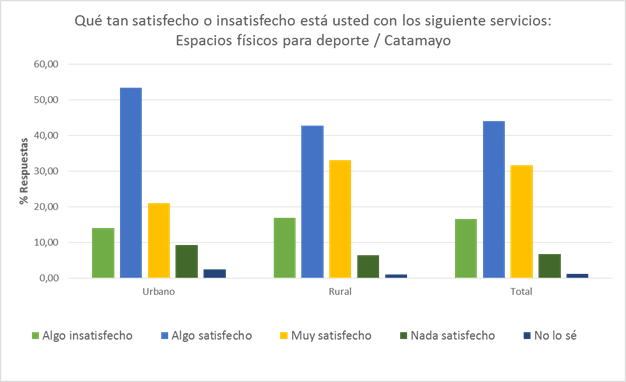 Qué tan satisfecho o insatisfecho está usted con los siguiente servicios:
Espacios físicos para deporte / Catamayo
% Respuestas
60,00
50,00
40,00
30,00
20,00
10,00
0,00
Urbano Rural Total
Algo insatisfecho Algo satisfecho Muy satisfecho Nada satisfecho No lo sé